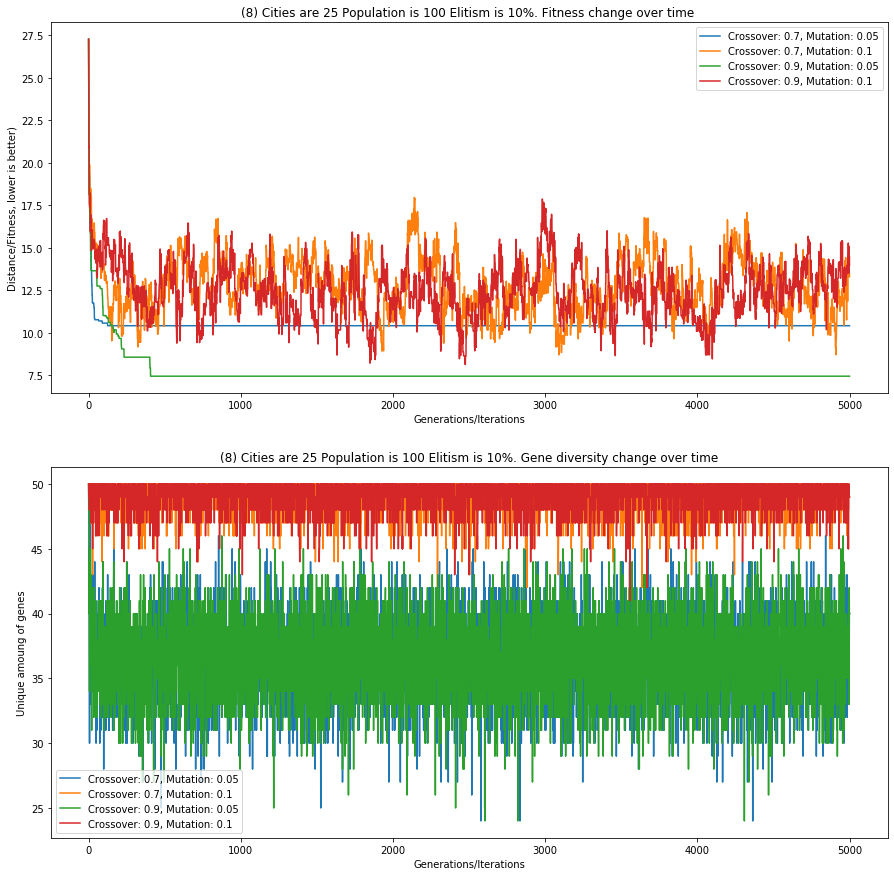 (8) Cities are 25 Population is 100 Elitism is 10%. Fitness change over time
27.5
25.0
22.5
20.0
17.5
15.0
12.5
10.0
7.5
Distance/Fitness, lower is better)
Crossover: 0.7, Mutation: 0.05
Crossover: 0.7, Mutation: 0.1
Crossover: 0.9, Mutation: 0.05
Crossover: 0.9, Mutation: 0.1
0 1000 2000 3000 4000 5000
Generations/Iterations
(8) Cities are 25 Population is 100 Elitism is 10%. Gene diversity change over time
50
45
40
35
30
25
Unique amoung of genes
Crossover: 0.7, Mutation: 0.05
Crossover: 0.7, Mutation: 0.1
Crossover: 0.9, Mutation: 0.05
Crossover: 0.9, Mutation: 0.1
0 1000 2000 3000 4000 5000
Generations/Iterations